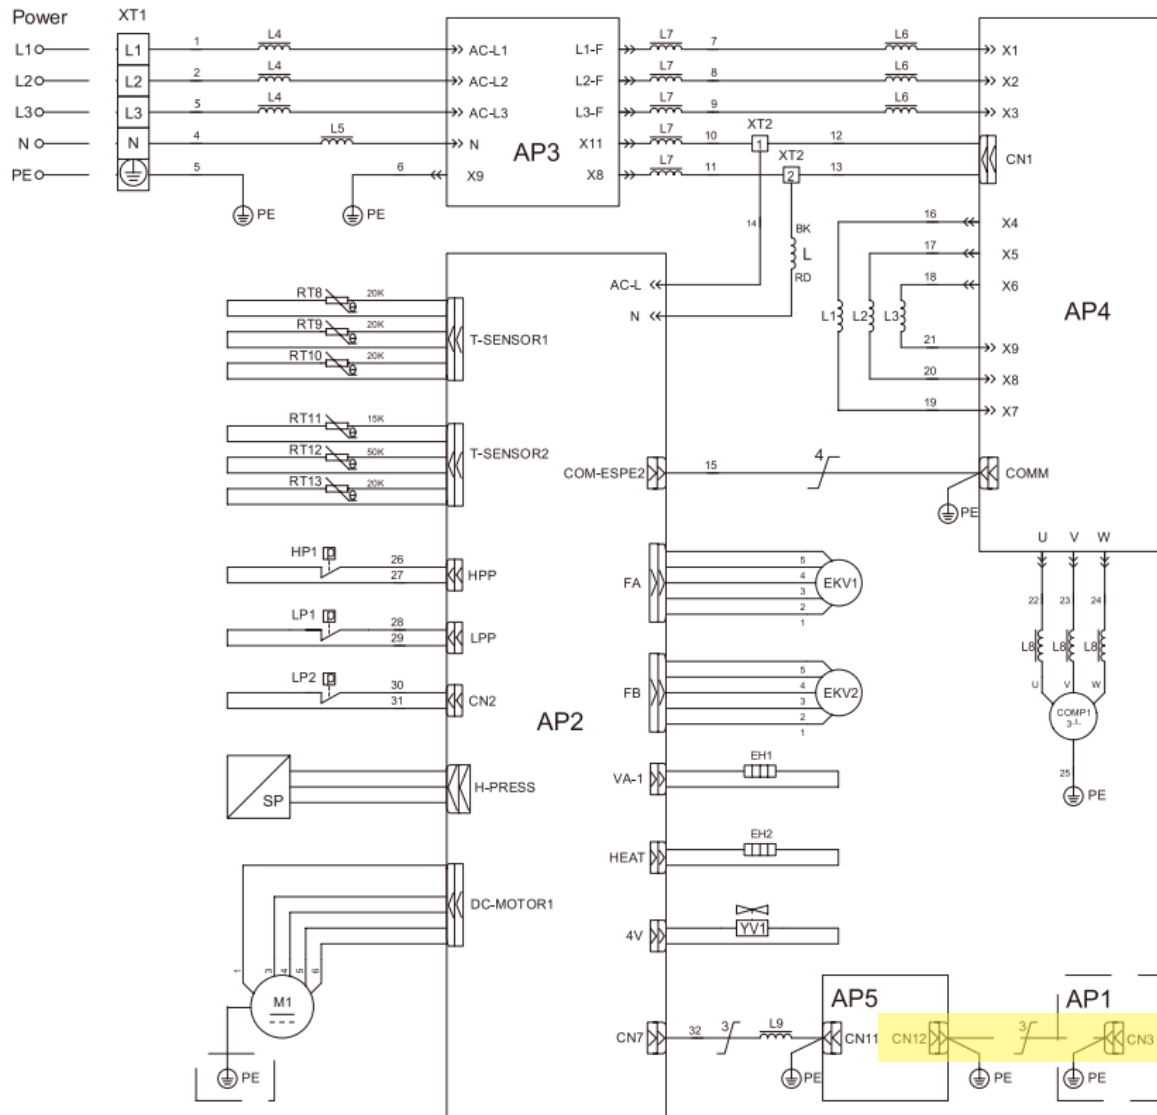 Power XT1
L1 L1 1 L4 AC-L1 L1-F L7 7 L6 X1
L2 L2 2 L4 AC-L2 L2-F L7 8 L6 X2
L3 L3 5 L4 AC-L3 L3-F L7 9 L6 X3
N N 4 L5 N AP3 X11 L7 10 XT2 1 12 CN1
PE 5 6 X9 X8 L7 11 XT2 2 13
PE PE
14 BK L RD
16 X4
17 X5
18 X6
AP4
L1 L2 L3
21 X9
20 X8
19 X7
AC-L
N
RT8 20K
RT9 20K T-SENSOR1
RT10 20K
RT11 15K
RT12 50K T-SENSOR2
RT13 20K
COM-ESPE2 15 4 COMM
PE
U V W
HP1 26
27 HPP
LP1 28
29 LPP
LP2 30
31 CN2
AP2
FA 5 4 3 2 1 EKV1
FB 5 4 3 2 1 EKV2
22 23 24
L8 L8 L8
U V W
COMP1
3~
25
PE
SP H-PRESS
VA-1 EH1
HEAT EH2
4V YV1
DC-MOTOR1
1 3 4 5 6
M1
PE
AP5 AP1
CN7 32 3 L9 CN11 CN12 3 CN3
PE PE PE